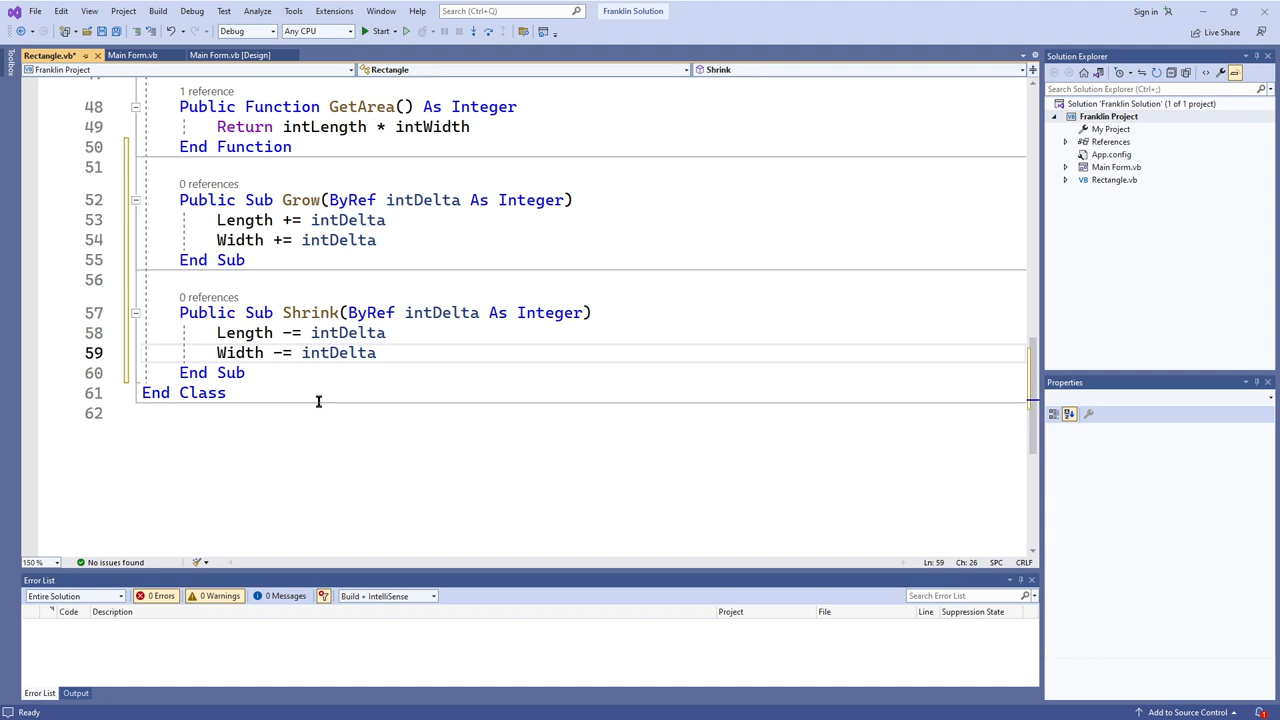 File Edit View Project Build Debug Test Analyze Tools Extensions Window Help Search (Ctrl+Q) Franklin Solution Sign in
Debug Any CPU Start Live Share
Toolbox
Rectangle.vb* Main Form.vb Main Form.vb [Design]
Franklin Project Rectangle Shrink
1 reference
48 Public Function GetArea() As Integer
49 Return intLength * intWidth
50 End Function
51
0 references
52 Public Sub Grow(ByRef intDelta As Integer)
53 Length += intDelta
54 Width += intDelta
55 End Sub
56
0 references
57 Public Sub Shrink(ByRef intDelta As Integer)
58 Length -= intDelta
59 Width -= intDelta
60 End Sub
61 End Class
62
150 % No issues found Ln: 59 Ch: 26 SPC CRLF
Error List
Entire Solution 0 Errors 0 Warnings 0 Messages Build + IntelliSense Search Error List
Code Description Project File Line Suppression State
Error List Output
Solution Explorer
Search Solution Explorer (Ctrl+;)
Solution 'Franklin Solution' (1 of 1 project)
Franklin Project
My Project
References
App.config
Main Form.vb
Rectangle.vb
Properties
Ready Add to Source Control 1